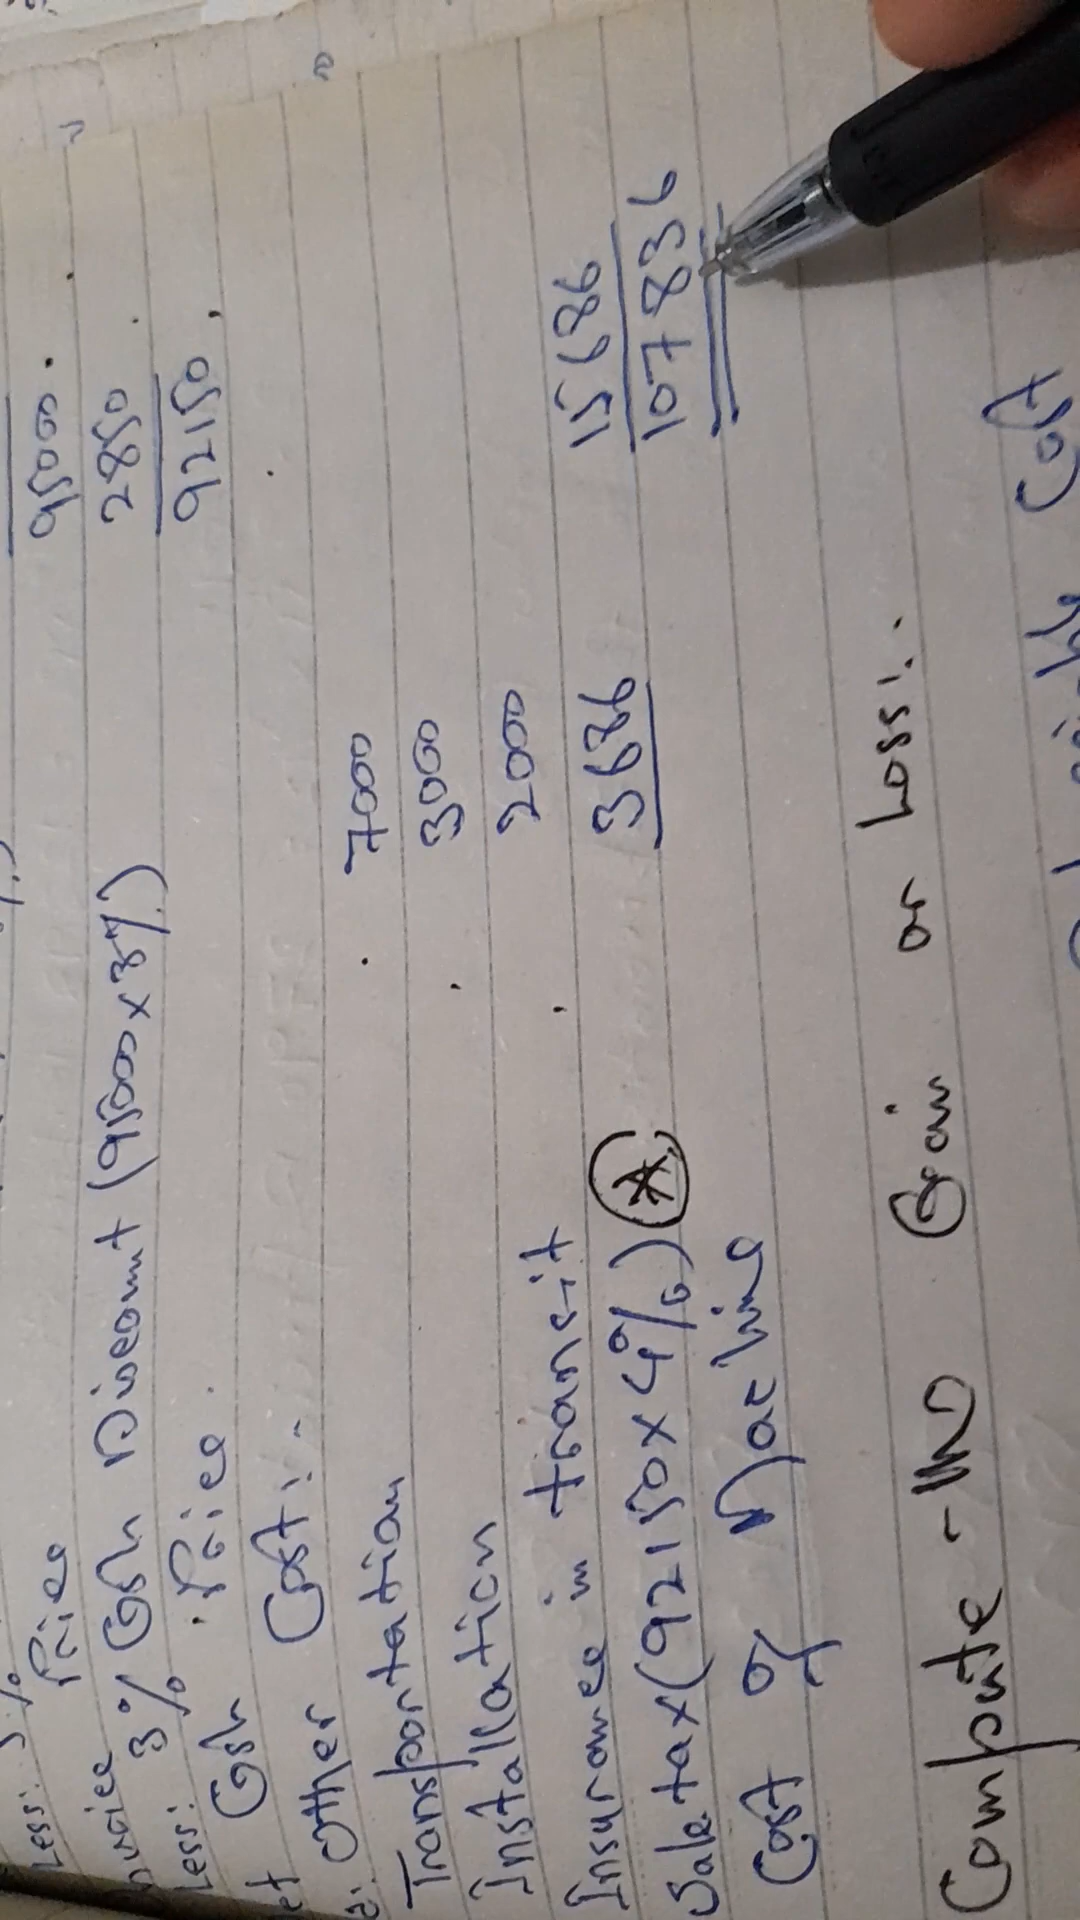 Less: 5%
Invoice Price 95000
Less: 3% Cash Discount (95000 x 3%) 2850
Net Cash Price 92150
Other Cost:-
Transportation 7000
Installation 3000
Insurance in transit 2000
Sale tax (92150 x 4%) 3686 15686
Cost of Machine 107836
Compute - Gain or Loss:-
Cost